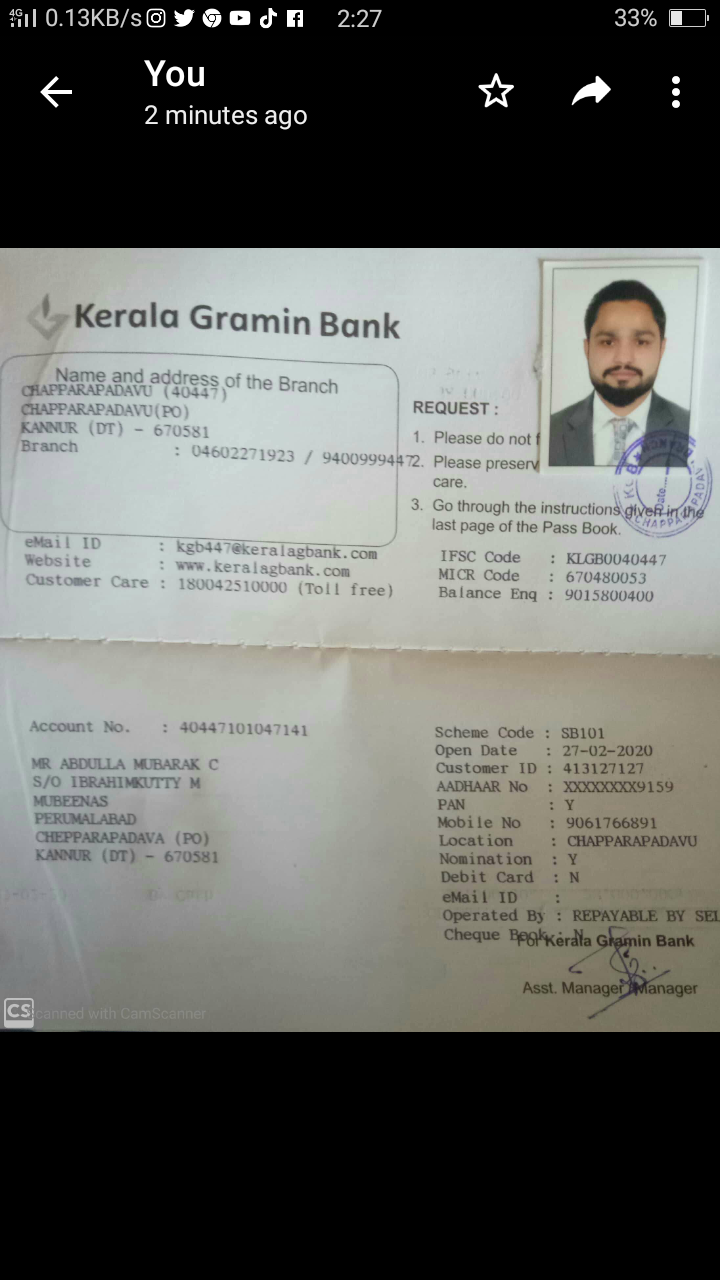 4G 0.13KB/s 2:27 33%
You
2 minutes ago
Kerala Gramin Bank
Name and address of the Branch
CHAPPARAPADAVU (40447)
CHAPPARAPADAVU(PO)
KANNUR (DT) - 670581
Branch : 04602271923 / 9400999447
eMail ID : kgb447@keralagbank.com
Website : www.keralagbank.com
Customer Care : 180042510000 (Toll free)
REQUEST :
1. Please do not f
2. Please preserv
care.
3. Go through the instructions given in the
last page of the Pass Book.
BRANCH
Date
CHAPPARAPADAV
IFSC Code : KLGB0040447
MICR Code : 670480053
Balance Enq : 9015800400
Account No. : 40447101047141
MR ABDULLA MUBARAK C
S/O IBRAHIMKUTTY M
MUBEENAS
PERUMALABAD
CHEPPARAPADAVA (PO)
KANNUR (DT) - 670581
Scheme Code : SB101
Open Date : 27-02-2020
Customer ID : 413127127
AADHAAR No : XXXXXXXX9159
PAN : Y
Mobile No : 9061766891
Location : CHAPPARAPADAVU
Nomination : Y
Debit Card : N
eMail ID :
Operated By : REPAYABLE BY SEL
Cheque Book : N
For Kerala Gramin Bank
Asst. Manager/Manager
CS Scanned with CamScanner